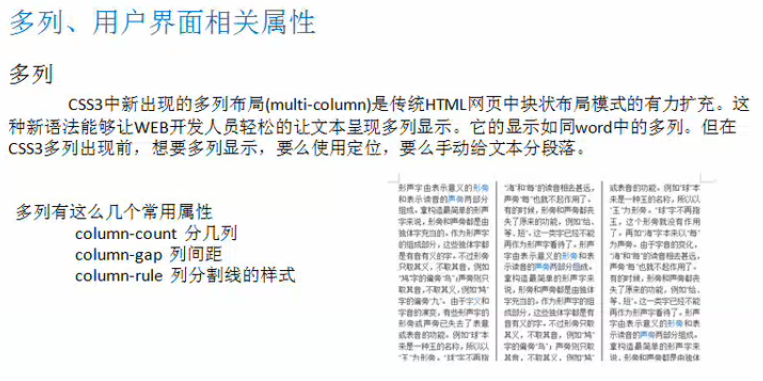 多列、用户界面相关属性
多列
CSS3中新出现的多列布局(multi-column)是传统HTML网页中块状布局模式的有力扩充。这
种新语法能够让WEB开发人员轻松的让文本呈现多列显示。它的显示如同word中的多列。但在
CSS3多列出现前，想要多列显示，要么使用定位，要么手动给文本分段落。
多列有这么几个常用属性
column-count 分几列
column-gap 列间距
column-rule 列分割线的样式
形声字由表示意义的形旁
和表示读音的声旁两部分
组成。童构造最简单的形声
字来说，形旁和声旁都是由
独体字充当的。作为形声字
的组成部分，这些独体字都
是有音有义的字。不过形旁
只取其义，不取其音，例如
"鸠"字的偏旁"鸟"；声旁则只
取其音，不取其义，例如"鸠"
字的偏旁"九"。由于字义和
字音的演变，有些形声字的
形旁或声旁已失去了表意
或表音的功能。例如"球"本
来是一种玉的名称，所以以
"王"为形旁。"球"字不再指
"海"和"每"的读音相去甚远，
声旁"每"也就不起作用了。
有的时候，形旁和声旁都丧
失了原来的功能，例如"给、
等、短"。这一类字已经不能
再作为形声字看待了。形声
字由表示意义的形旁和表
示读音的声旁两部分组成。
童构造最简单的形声字来
说，形旁和声旁都是由独体
字充当的。作为形声字的组
成部分，这些独体字都是有
音有义的字。不过形旁只取
其义，不取其音，例如"鸠"
字的偏旁"鸟"；声旁则只取
其音，不取其义，例如"鸠"
或表音的功能。例如"球"本
来是一种玉的名称，所以以
"王"为形旁。"球"字不再指
玉，这个形旁就没有作用
了。再如"海"字本来以"每"
为声旁。由于字音的变化，
"海"和"每"的读音相去甚远，
声旁"每"也就不起作用了。
有的时候，形旁和声旁都丧
失了原来的功能，例如"给、
等、短"。这一类字已经不能
再作为形声字看待了。形声
字由表示意义的形旁和表
示读音的声旁两部分组成。
童构造最简单的形声字来
说，形旁和声旁都是由独体